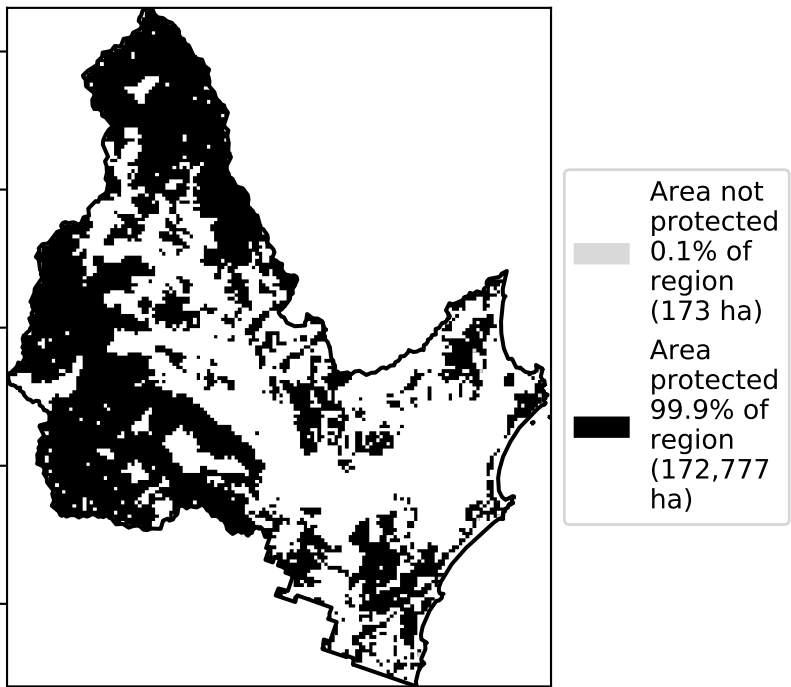 Area not
protected
0.1% of
region
(173 ha)
Area
protected
99.9% of
region
(172,777
ha)